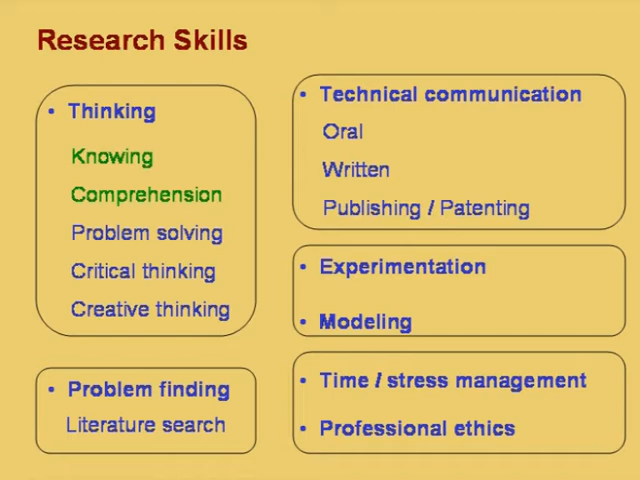 Research Skills
• Thinking
Knowing
Comprehension
Problem solving
Critical thinking
Creative thinking
• Problem finding
Literature search
• Technical communication
Oral
Written
Publishing / Patenting
• Experimentation
• Modeling
• Time / stress management
• Professional ethics